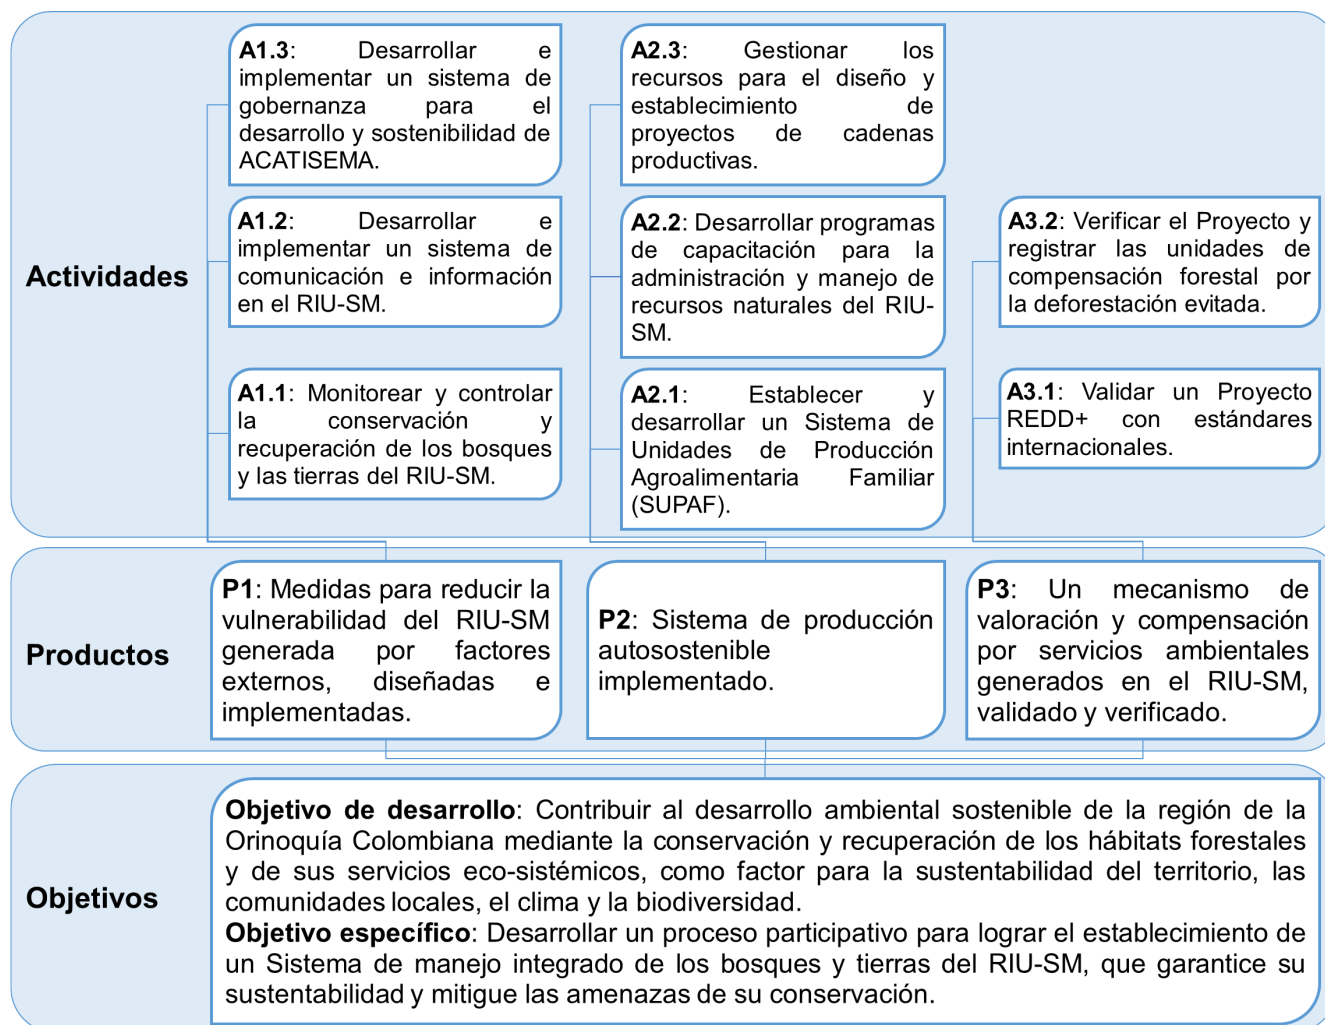 Actividades
A1.3: Desarrollar e
implementar un sistema de
gobernanza para el
desarrollo y sostenibilidad de
ACATISEMA.
A2.3: Gestionar los
recursos para el diseño y
establecimiento de
proyectos de cadenas
productivas.
A1.2: Desarrollar e
implementar un sistema de
comunicación e información
en el RIU-SM.
A2.2: Desarrollar programas
de capacitación para la
administración y manejo de
recursos naturales del RIU-
SM.
A3.2: Verificar el Proyecto y
registrar las unidades de
compensación forestal por
la deforestación evitada.
A1.1: Monitorear y controlar
la conservación y
recuperación de los bosques
y las tierras del RIU-SM.
A2.1: Establecer y
desarrollar un Sistema de
Unidades de Producción
Agroalimentaria Familiar
(SUPAF).
A3.1: Validar un Proyecto
REDD+ con estándares
internacionales.
Productos
P1: Medidas para reducir la
vulnerabilidad del RIU-SM
generada por factores
externos, diseñadas e
implementadas.
P2: Sistema de producción
autosostenible
implementado.
P3: Un mecanismo de
valoración y compensación
por servicios ambientales
generados en el RIU-SM,
validado y verificado.
Objetivos
Objetivo de desarrollo: Contribuir al desarrollo ambiental sostenible de la región de la
Orinoquía Colombiana mediante la conservación y recuperación de los hábitats forestales
y de sus servicios eco-sistémicos, como factor para la sustentabilidad del territorio, las
comunidades locales, el clima y la biodiversidad.
Objetivo específico: Desarrollar un proceso participativo para lograr el establecimiento de
un Sistema de manejo integrado de los bosques y tierras del RIU-SM, que garantice su
sustentabilidad y mitigue las amenazas de su conservación.